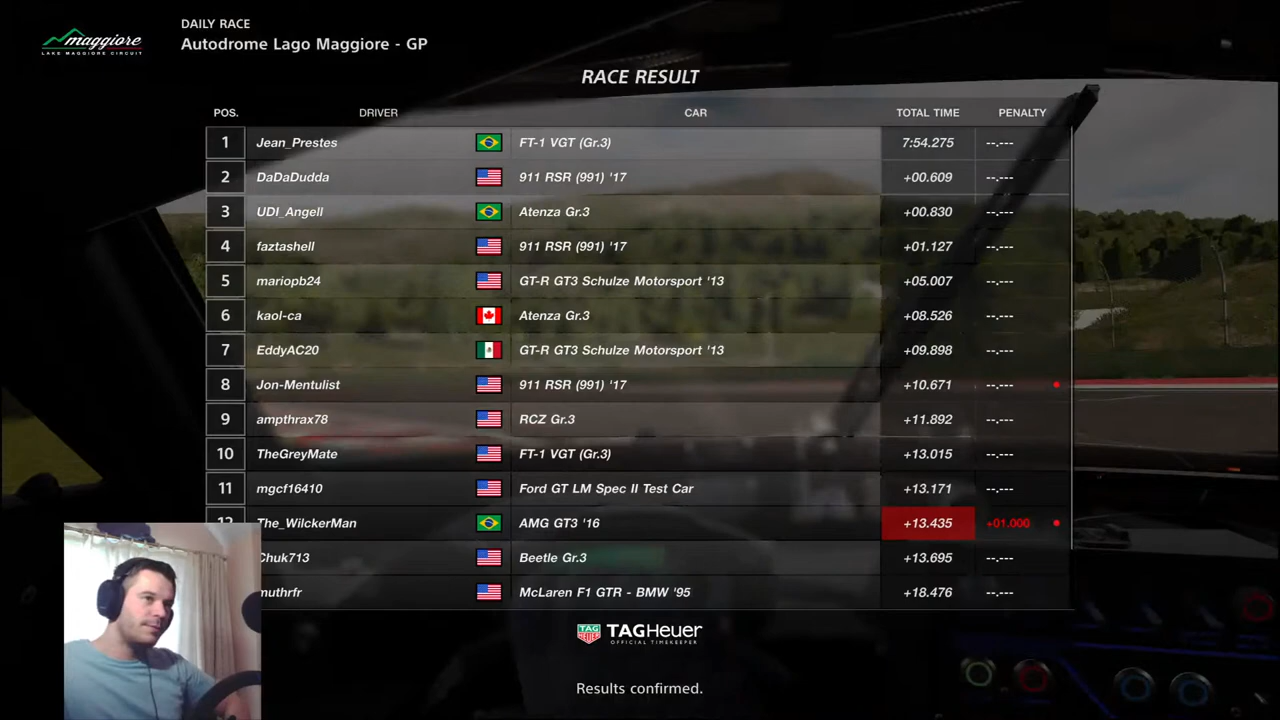 maggiore
LAKE MAGGIORE CIRCUIT
DAILY RACE
Autodrome Lago Maggiore - GP
RACE RESULT
POS. DRIVER CAR TOTAL TIME PENALTY
1 Jean_Prestes FT-1 VGT (Gr.3) 7:54.275 --.---
2 DaDaDudda 911 RSR (991) '17 +00.609 --.---
3 UDI_Angell Atenza Gr.3 +00.830 --.---
4 faztashell 911 RSR (991) '17 +01.127 --.---
5 mariopb24 GT-R GT3 Schulze Motorsport '13 +05.007 --.---
6 kaol-ca Atenza Gr.3 +08.526 --.---
7 EddyAC20 GT-R GT3 Schulze Motorsport '13 +09.898 --.---
8 Jon-Mentulist 911 RSR (991) '17 +10.671 --.---
9 ampthrax78 RCZ Gr.3 +11.892 --.---
10 TheGreyMate FT-1 VGT (Gr.3) +13.015 --.---
11 mgcf16410 Ford GT LM Spec II Test Car +13.171 --.---
12 The_WilckerMan AMG GT3 '16 +13.435 +01.000
Chuk713 Beetle Gr.3 +13.695 --.---
muthrfr McLaren F1 GTR - BMW '95 +18.476 --.---
TAG HEUER TAGHeuer
OFFICIAL TIMEKEEPER
Results confirmed.